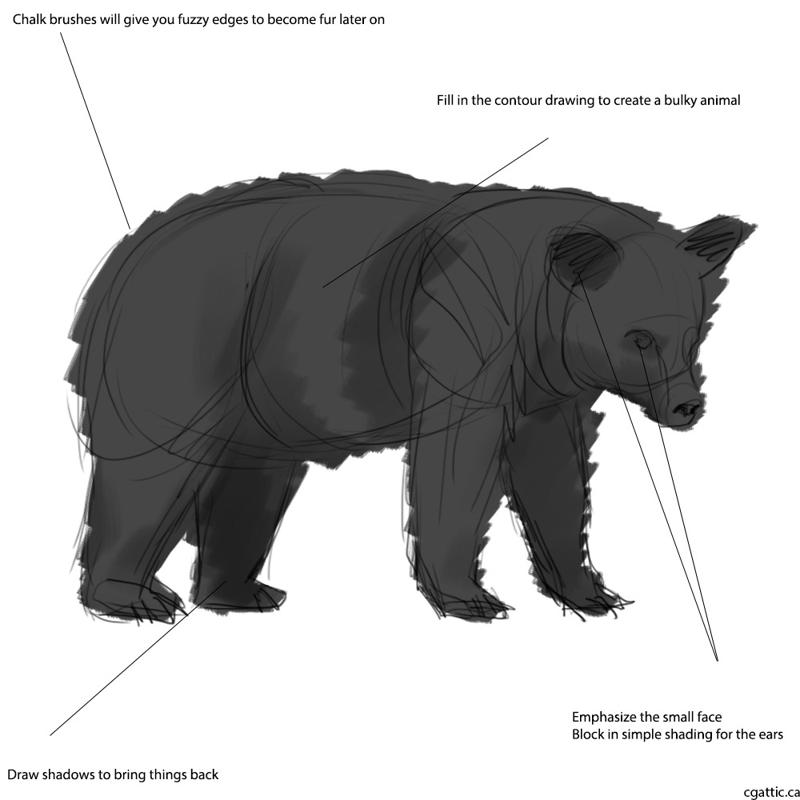 Chalk brushes will give you fuzzy edges to become fur later on
Fill in the contour drawing to create a bulky animal
Emphasize the small face
Block in simple shading for the ears
Draw shadows to bring things back
cgattic.ca